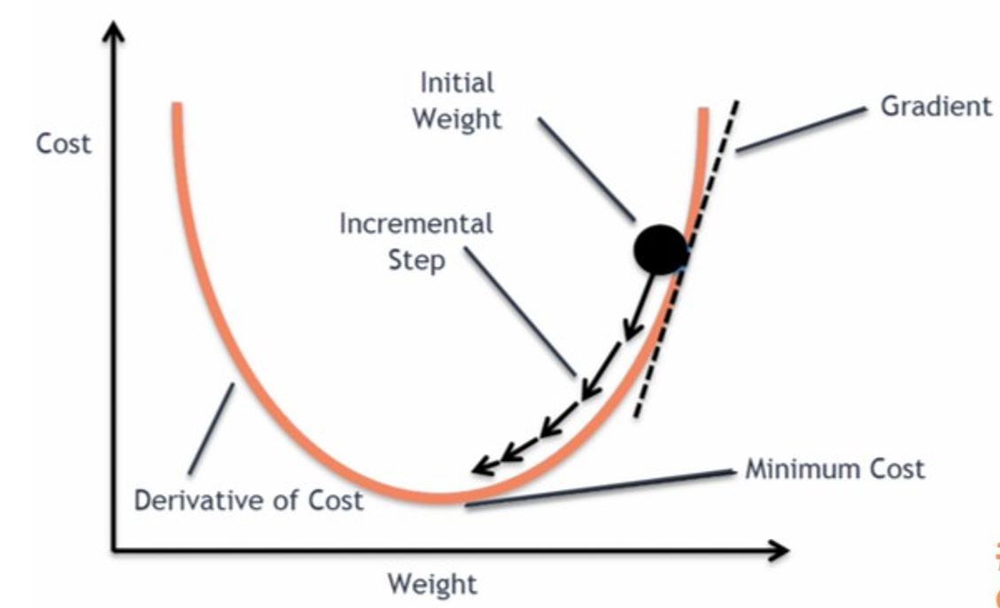 Initial
Weight
Gradient
Cost
Incremental
Step
Minimum Cost
Derivative of Cost
Weight